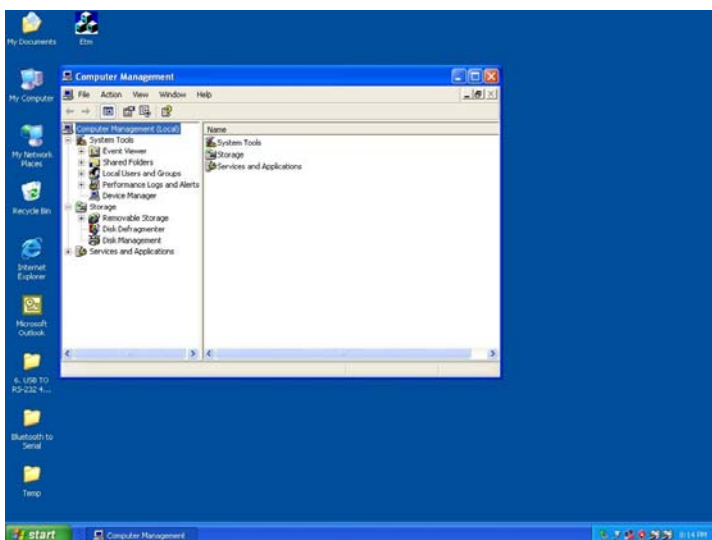 My Documents
Etm
My Computer
My Network
Places
Recycle Bin
Internet
Explorer
Microsoft
Outlook
6. USB TO
RS-232 4...
Bluetooth to
Serial
Temp
Computer Management
File Action View Window Help
Computer Management (Local)
System Tools
Event Viewer
Shared Folders
Local Users and Groups
Performance Logs and Alerts
Device Manager
Storage
Removable Storage
Disk Defragmenter
Disk Management
Services and Applications
Name
System Tools
Storage
Services and Applications
start
Computer Management
8:14 PM